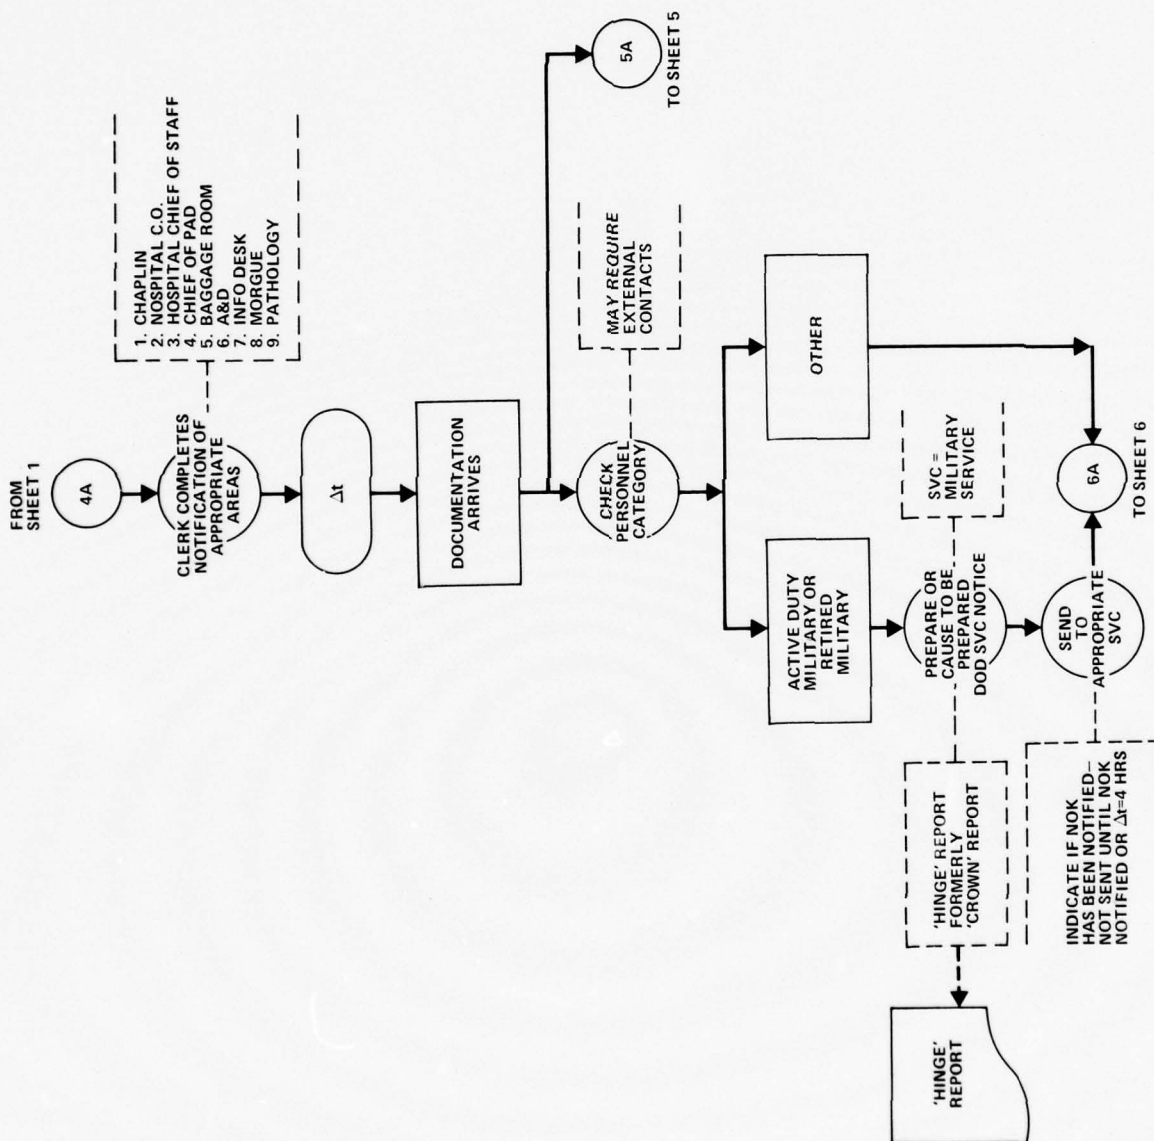 FROM
SHEET 1
4A
CLERK COMPLETES
NOTIFICATION OF
APPROPRIATE
AREAS
1. CHAPLIN
2. NOSPITAL C.O.
3. HOSPITAL CHIEF OF STAFF
4. CHIEF OF PAD
5. BAGGAGE ROOM
6. A&D
7. INFO DESK
8. MORGUE
9. PATHOLOGY
Δt
DOCUMENTATION
ARRIVES
5A
TO SHEET 5
CHECK
PERSONNEL
CATEGORY
MAY REQUIRE
EXTERNAL
CONTACTS
ACTIVE DUTY
MILITARY OR
RETIRED
MILITARY
OTHER
PREPARE OR
CAUSE TO BE
PREPARED
DOD SVC NOTICE
SVC =
MILITARY
SERVICE
'HINGE' REPORT
FORMERLY
'CROWN' REPORT
'HINGE'
REPORT
SEND
TO
APPROPRIATE
SVC
INDICATE IF NOK
HAS BEEN NOTIFIED—
NOT SENT UNTIL NOK
NOTIFIED OR Δt=4 HRS
6A
TO SHEET 6